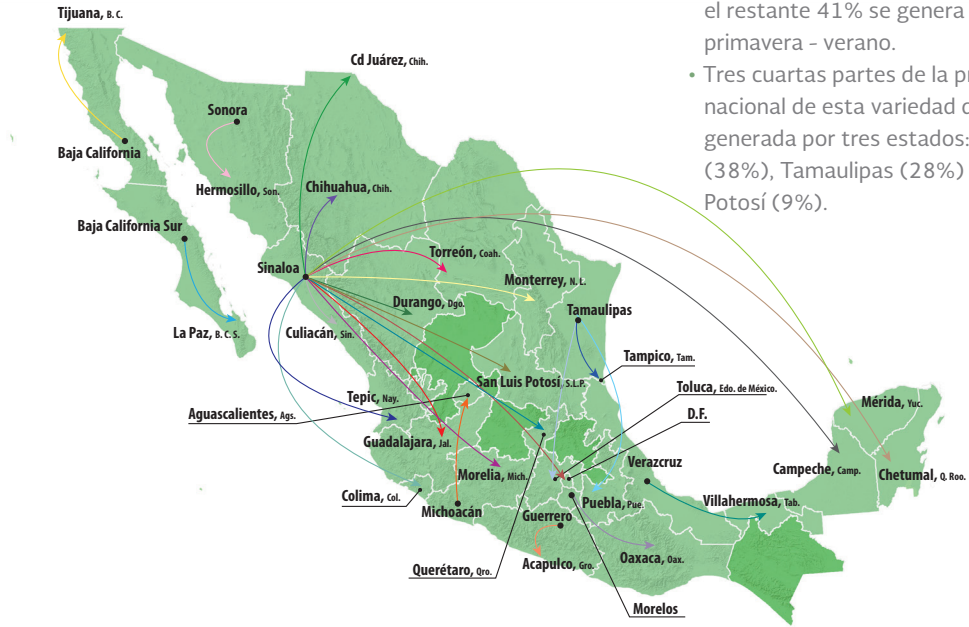 Tijuana, B. C.
el restante 41% se genera
primavera - verano.
Cd Juárez, Chih.
• Tres cuartas partes de la pr
nacional de esta variedad
generada por tres estados:
(38%), Tamaulipas (28%)
Potosí (9%).
Sonora
Baja California
Hermosillo, Son.
Chihuahua, Chih.
Baja California Sur
Torreón, Coah.
Sinaloa
Monterrey, N. L.
Durango, Dgo.
Tamaulipas
La Paz, B. C. S.
Culiacán, Sin.
Tampico, Tam.
San Luis Potosí, S.L.P.
Toluca, Edo. de México.
Tepic, Nay.
Mérida, Yuc.
Aguascalientes, Ags.
D.F.
Guadalajara, Jal.
Verazcruz
Morelia, Mich.
Campeche, Camp.
Chetumal, Q. Roo.
Colima, Col.
Puebla, Pue.
Villahermosa, Tab.
Michoacán
Guerrero
Oaxaca, Oax.
Acapulco, Gro.
Querétaro, Qro.
Morelos